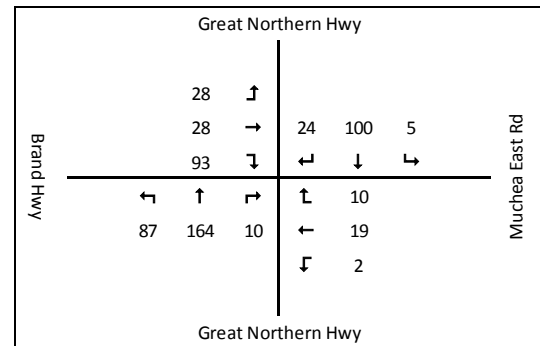 Great Northern Hwy
28
28 24 100 5
93
Brand Hwy
Muchea East Rd
10
87 164 10 19
2
Great Northern Hwy